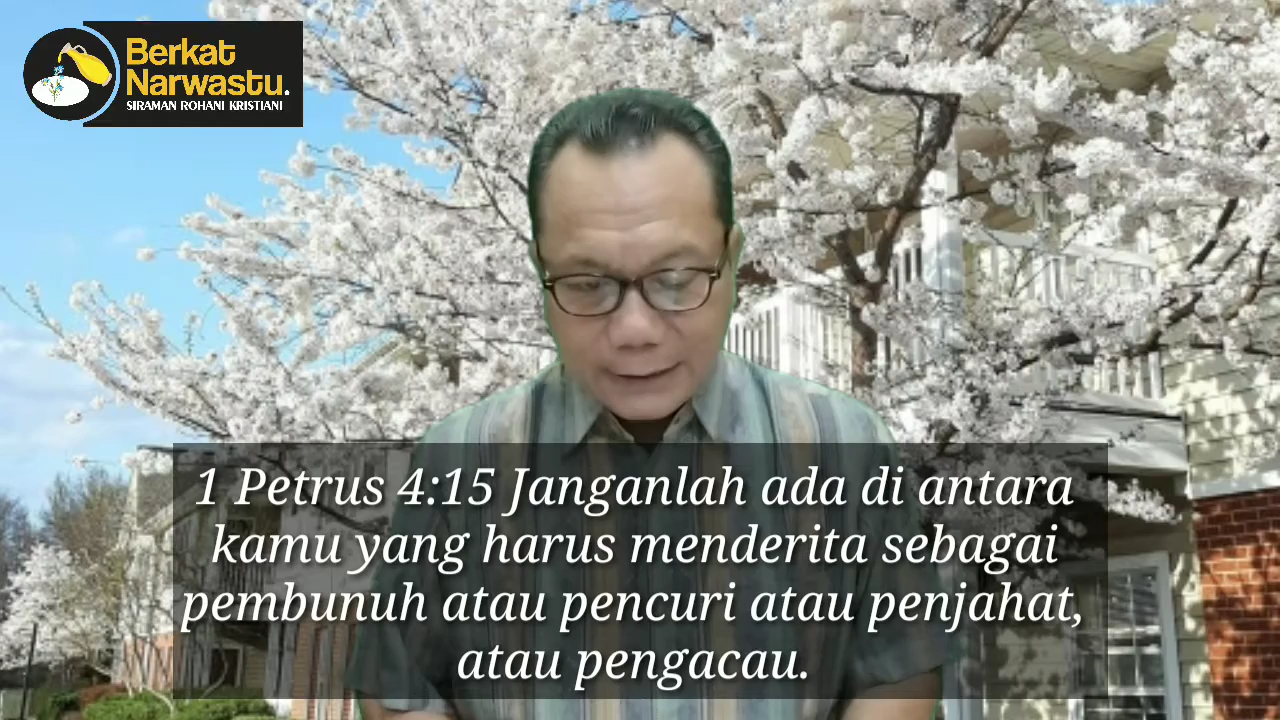 Berkat
Narwastu.
SIRAMAN ROHANI KRISTIANI
1 Petrus 4:15 Janganlah ada di antara
kamu yang harus menderita sebagai
pembunuh atau pencuri atau penjahat,
atau pengacau.